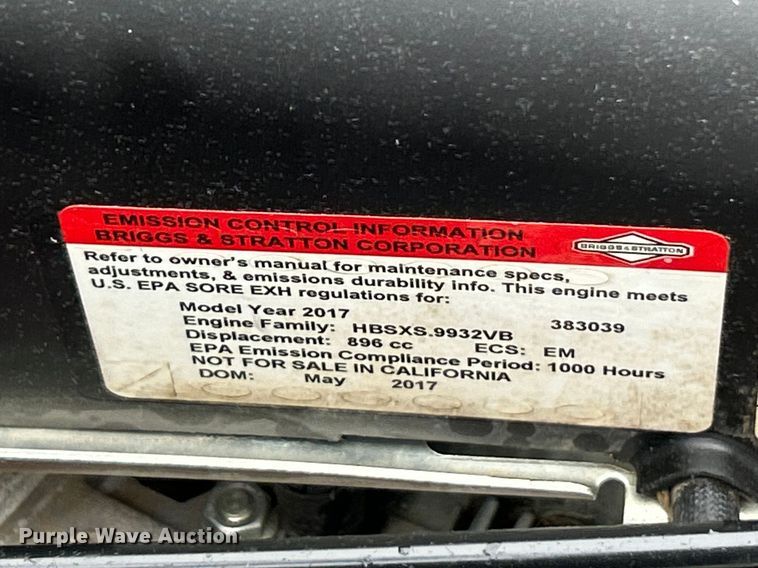 EMISSION CONTROL INFORMATION
BRIGGS & STRATTON CORPORATION
BRIGGS & STRATTON
Refer to owner's manual for maintenance specs,
adjustments, & emissions durability info. This engine meets
U.S. EPA SORE EXH regulations for:
Model Year 2017
Engine Family: HBSXS.9932VB 383039
Displacement: 896 cc ECS: EM
EPA Emission Compliance Period: 1000 Hours
NOT FOR SALE IN CALIFORNIA
DOM: May 2017
Purple Wave Auction